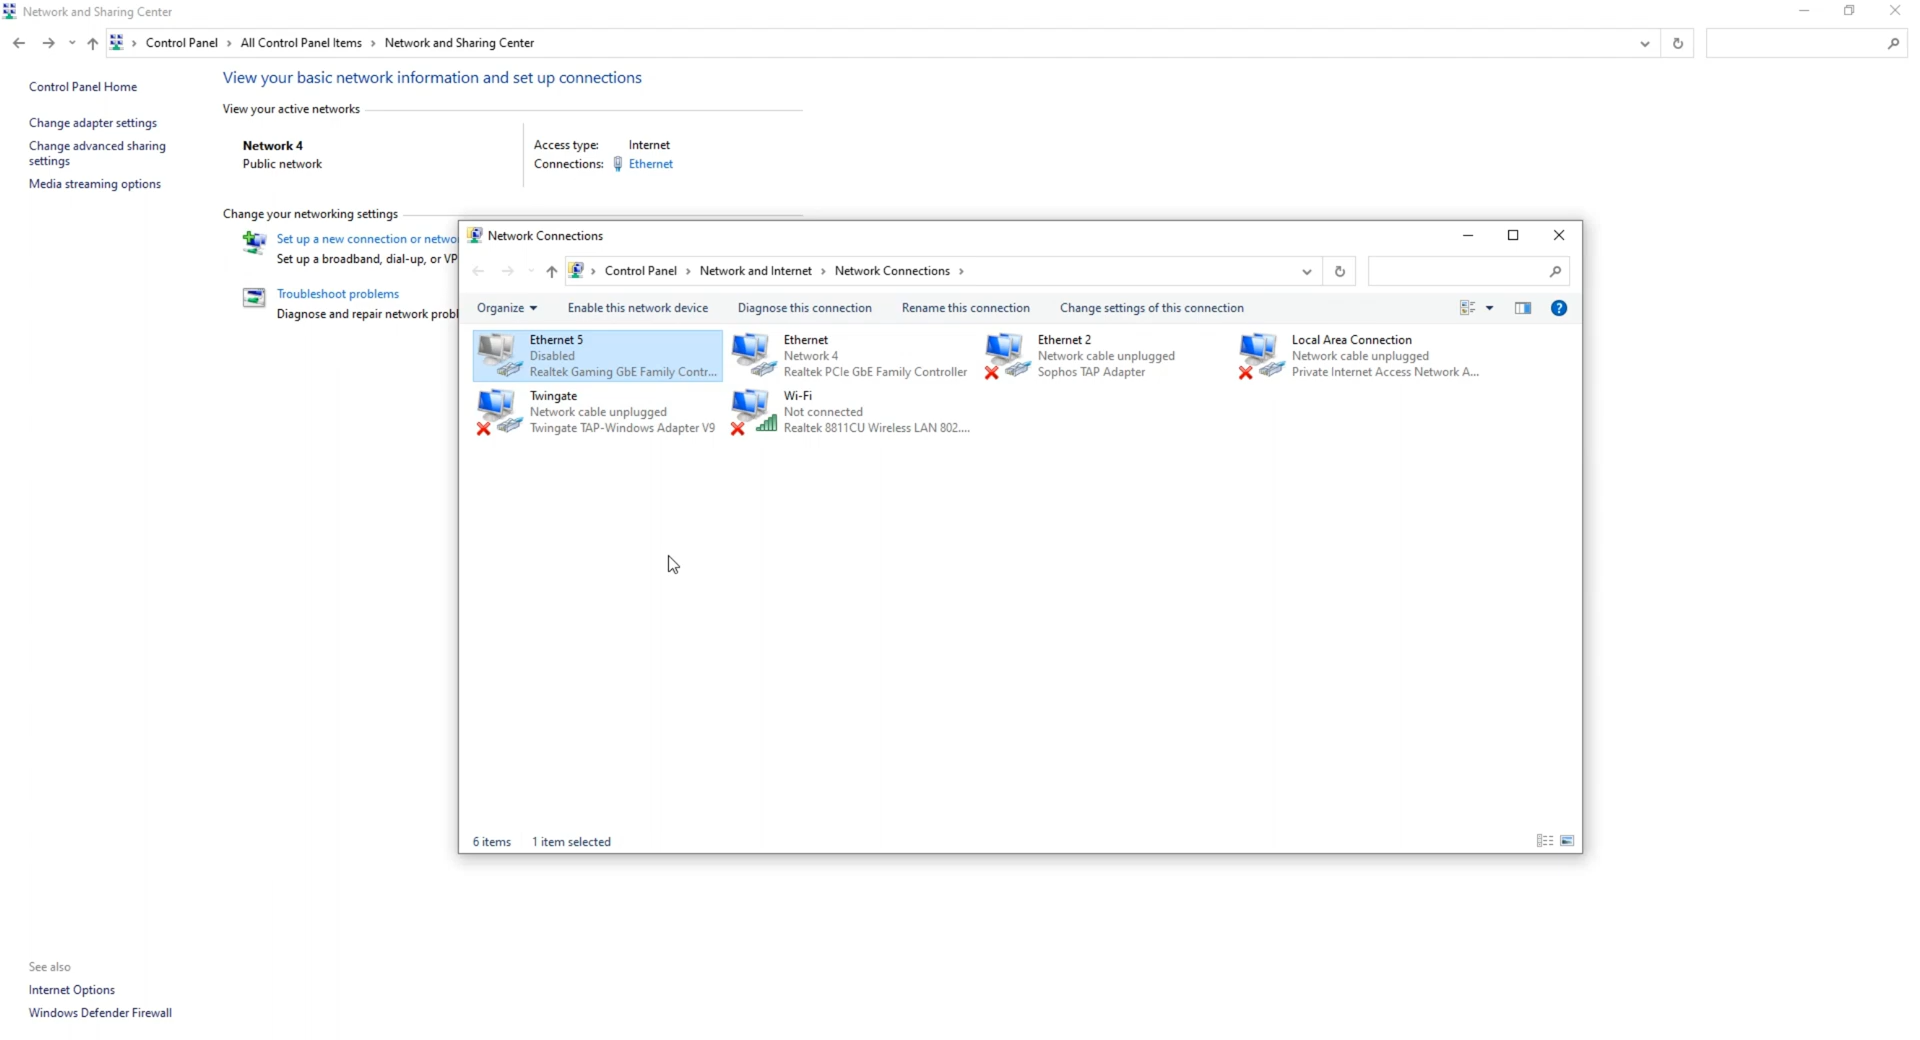 Network and Sharing Center
Control Panel > All Control Panel Items > Network and Sharing Center
Control Panel Home
Change adapter settings
Change advanced sharing
settings
Media streaming options
View your basic network information and set up connections
View your active networks
Network 4
Public network
Access type: Internet
Connections: Ethernet
Change your networking settings
Set up a new connection or netwo
Set up a broadband, dial-up, or VP
Troubleshoot problems
Diagnose and repair network probl
Network Connections
Control Panel > Network and Internet > Network Connections >
Organize Enable this network device Diagnose this connection Rename this connection Change settings of this connection
Ethernet 5
Disabled
Realtek Gaming GbE Family Contr...
Ethernet
Network 4
Realtek PCIe GbE Family Controller
Ethernet 2
Network cable unplugged
Sophos TAP Adapter
Local Area Connection
Network cable unplugged
Private Internet Access Network A...
Twingate
Network cable unplugged
Twingate TAP-Windows Adapter V9
Wi-Fi
Not connected
Realtek 8811CU Wireless LAN 802....
6 items 1 item selected
See also
Internet Options
Windows Defender Firewall